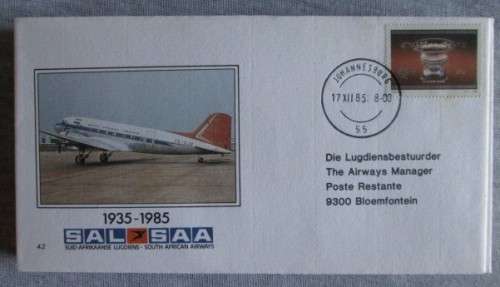 JOHANNESBURG
17 XII 85 8-00
55
Die Lugdiensbestuurder
The Airways Manager
Poste Restante
9300 Bloemfontein
1935-1985
SAL SAA
SUID-AFRIKAANSE LUGDIENS - SOUTH AFRICAN AIRWAYS
42